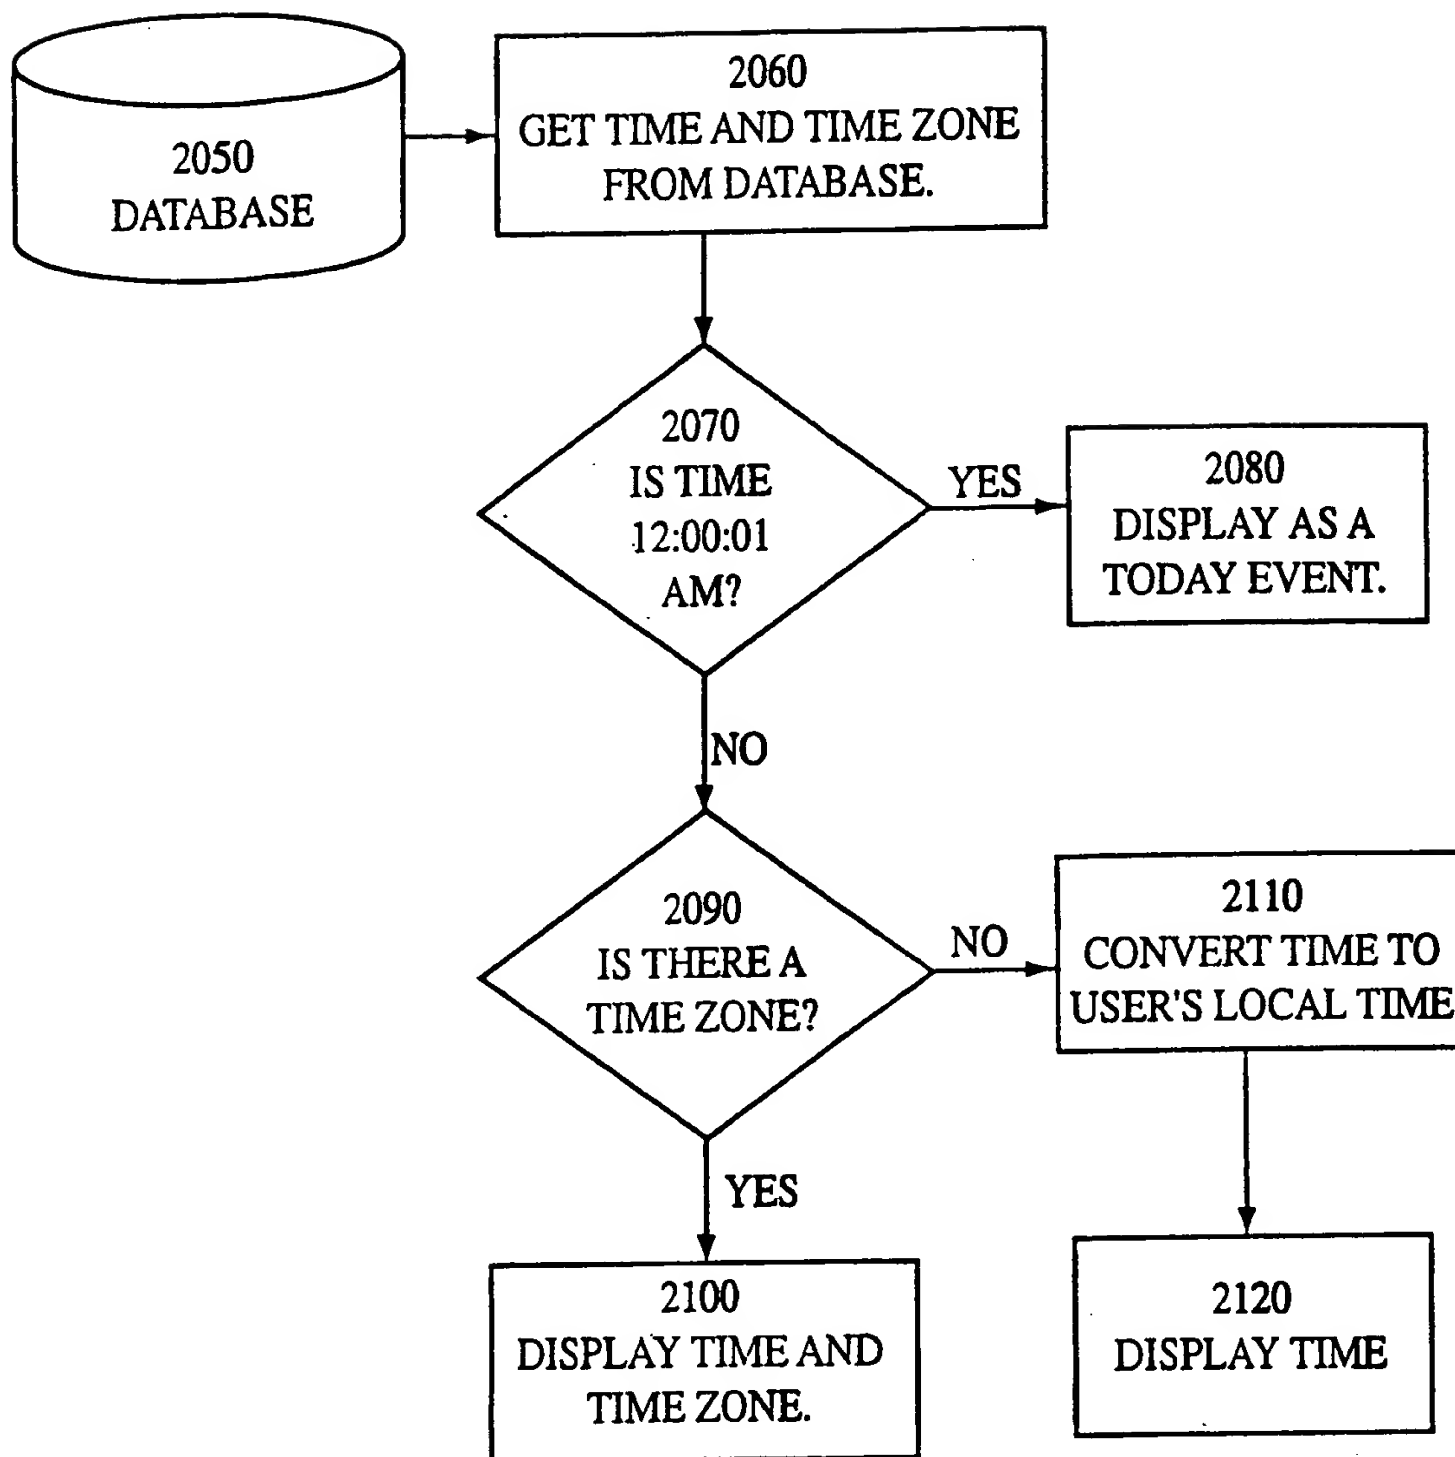 2050
DATABASE
2060
GET TIME AND TIME ZONE
FROM DATABASE.
2070
IS TIME
12:00:01
AM?
YES
2080
DISPLAY AS A
TODAY EVENT.
NO
2090
IS THERE A
TIME ZONE?
NO
2110
CONVERT TIME TO
USER'S LOCAL TIME
YES
2100
DISPLAY TIME AND
TIME ZONE.
2120
DISPLAY TIME